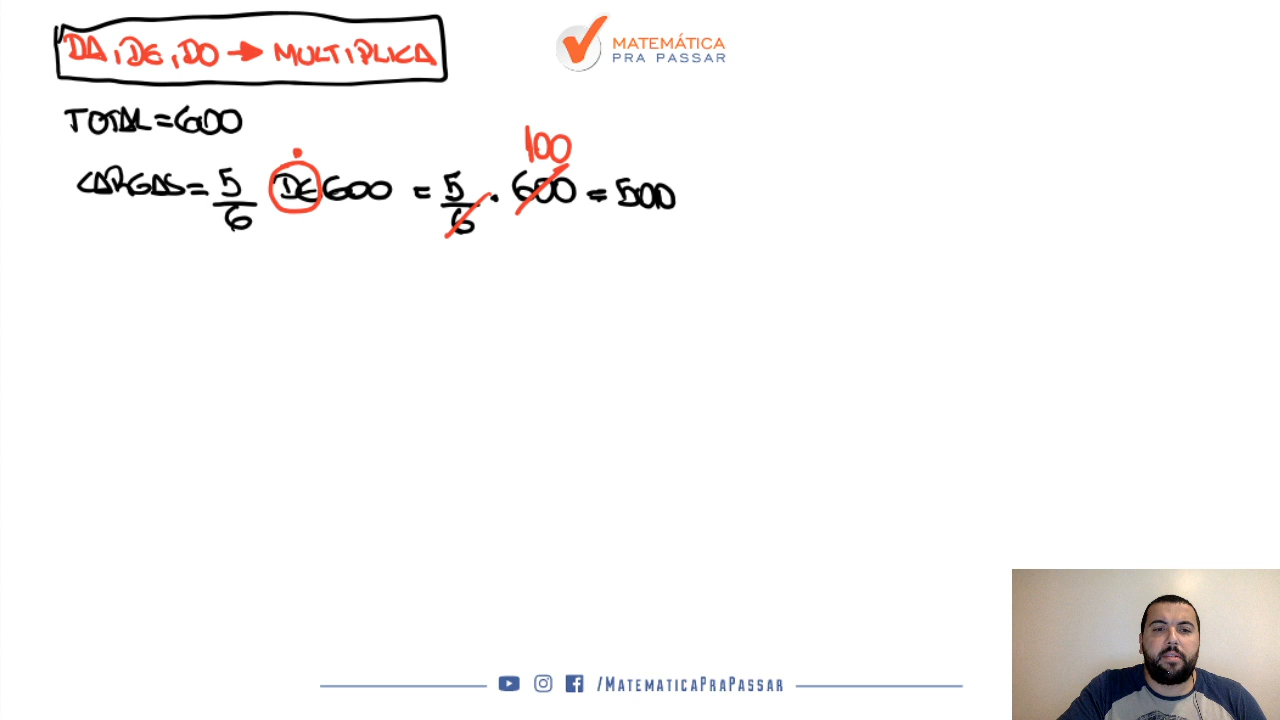 DA, DE, DO → MULTIPLICA
MATEMÁTICA
PRA PASSAR
TOTAL = 600
100
CARGAS = 5/6 DE 600 = 5/6 . 600 = 500
/MATEMATICAPRAPASSAR